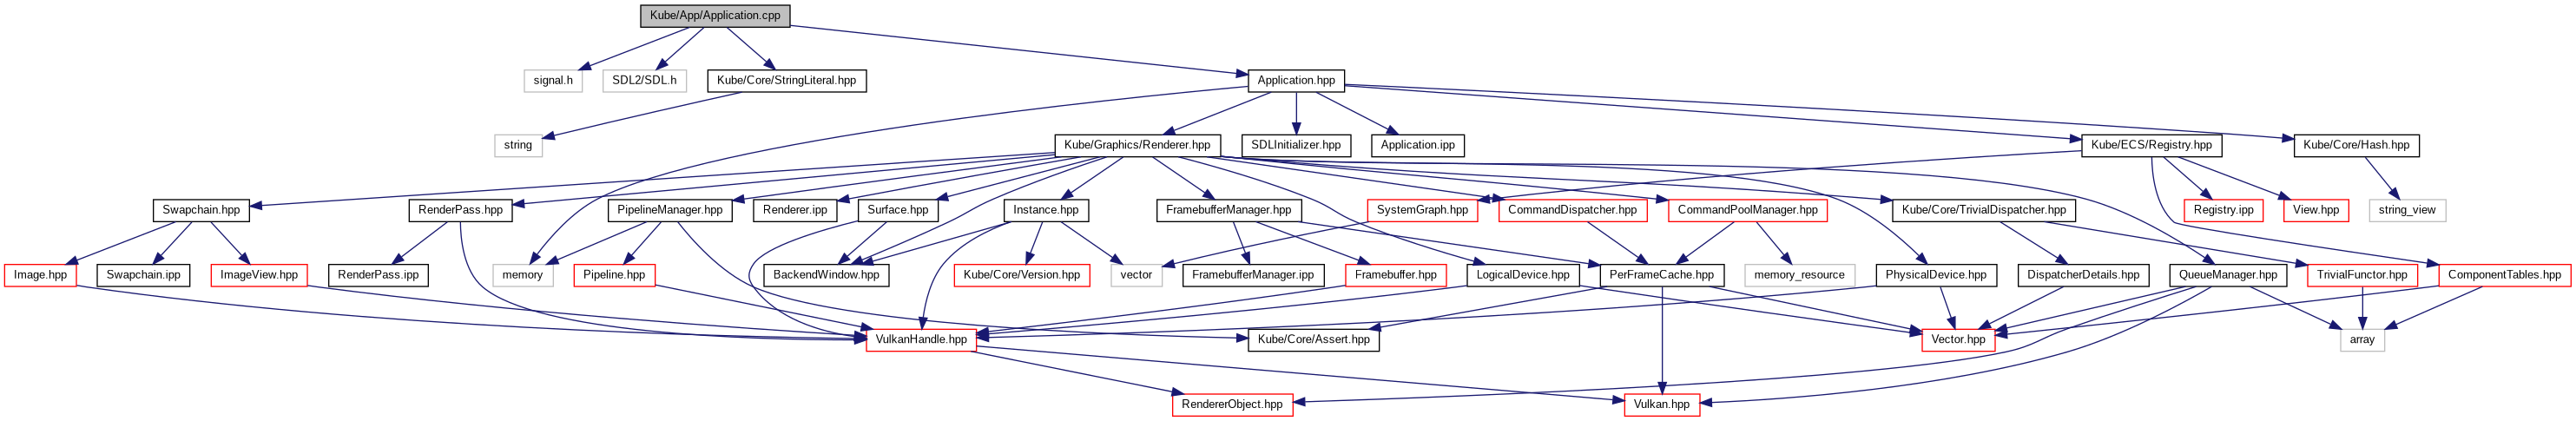 Kube/App/Application.cpp
signal.h
SDL2/SDL.h
Kube/Core/StringLiteral.hpp
Application.hpp
string
Kube/Graphics/Renderer.hpp
SDLInitializer.hpp
Application.ipp
Kube/ECS/Registry.hpp
Kube/Core/Hash.hpp
Swapchain.hpp
RenderPass.hpp
PipelineManager.hpp
Renderer.ipp
Surface.hpp
Instance.hpp
FramebufferManager.hpp
SystemGraph.hpp
CommandDispatcher.hpp
CommandPoolManager.hpp
Kube/Core/TrivialDispatcher.hpp
Registry.ipp
View.hpp
string_view
Image.hpp
Swapchain.ipp
ImageView.hpp
RenderPass.ipp
memory
Pipeline.hpp
BackendWindow.hpp
Kube/Core/Version.hpp
vector
FramebufferManager.ipp
Framebuffer.hpp
LogicalDevice.hpp
PerFrameCache.hpp
memory_resource
PhysicalDevice.hpp
DispatcherDetails.hpp
QueueManager.hpp
TrivialFunctor.hpp
ComponentTables.hpp
VulkanHandle.hpp
Kube/Core/Assert.hpp
Vector.hpp
array
RendererObject.hpp
Vulkan.hpp